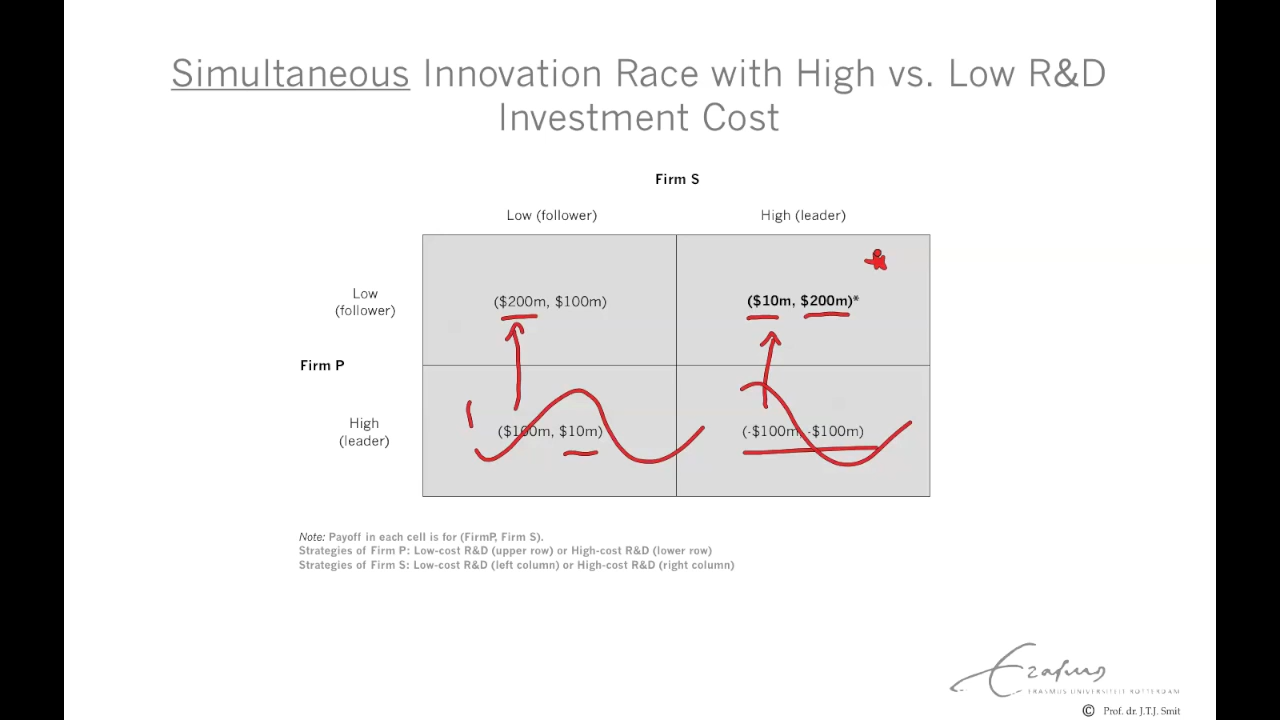 Simultaneous Innovation Race with High vs. Low R&D
Investment Cost
Firm S
Low (follower)
High (leader)
Low
(follower)
($200m, $100m)
($10m, $200m)*
Firm P
High
(leader)
($100m, $10m)
(-$100m, -$100m)
Note: Payoff in each cell is for (FirmP, Firm S).
Strategies of Firm P: Low-cost R&D (upper row) or High-cost R&D (lower row)
Strategies of Firm S: Low-cost R&D (left column) or High-cost R&D (right column)
Erasmus
ERASMUS UNIVERSITEIT ROTTERDAM
© Prof. dr. J.T.J. Smit